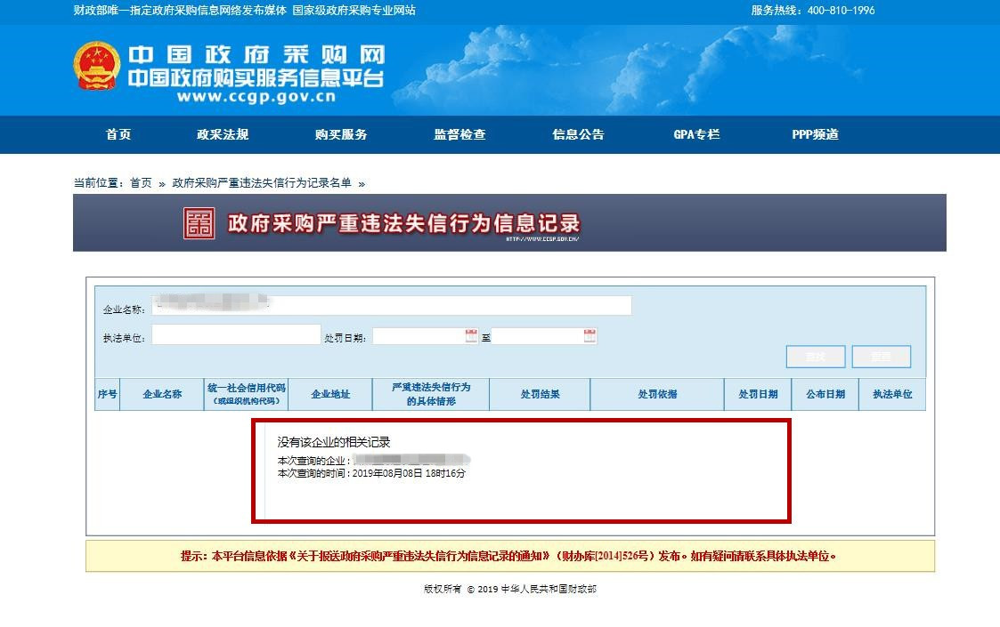 财政部唯一指定政府采购信息网络发布媒体 国家级政府采购专业网站
服务热线：400-810-1996
中国政府采购网
中国政府购买服务信息平台
www.ccgp.gov.cn
首页 政采法规 购买服务 监督检查 信息公告 GPA专栏 PPP频道
当前位置：首页 » 政府采购严重违法失信行为记录名单 »
政府采购严重违法失信行为信息记录
HTTP://WWW.CCGP.GOV.CN/
企业名称：
执法单位： 处罚日期： 至
查找 重置
序号 企业名称 统一社会信用代码（或组织机构代码） 企业地址 严重违法失信行为的具体情形 处罚结果 处罚依据 处罚日期 公布日期 执法单位
没有该企业的相关记录
本次查询的企业：
本次查询的时间：2019年08月08日 18时16分
提示：本平台信息依据《关于报送政府采购严重违法失信行为信息记录的通知》（财办库[2014]526号）发布。如有疑问请联系具体执法单位。
版权所有 © 2019 中华人民共和国财政部